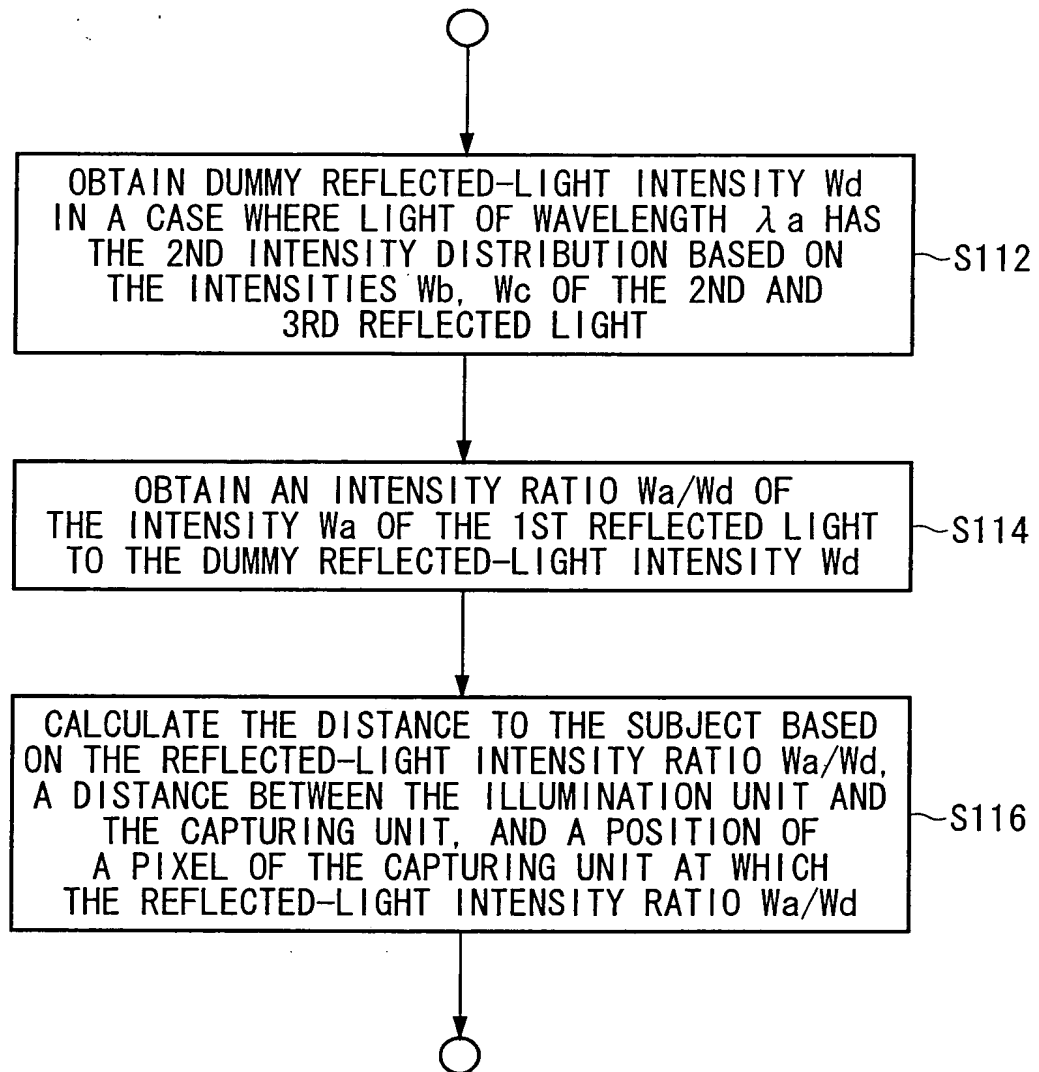 OBTAIN DUMMY REFLECTED-LIGHT INTENSITY Wd
IN A CASE WHERE LIGHT OF WAVELENGTH λa HAS
THE 2ND INTENSITY DISTRIBUTION BASED ON
THE INTENSITIES Wb, Wc OF THE 2ND AND
3RD REFLECTED LIGHT
S112
OBTAIN AN INTENSITY RATIO Wa/Wd OF
THE INTENSITY Wa OF THE 1ST REFLECTED LIGHT
TO THE DUMMY REFLECTED-LIGHT INTENSITY Wd
S114
CALCULATE THE DISTANCE TO THE SUBJECT BASED
ON THE REFLECTED-LIGHT INTENSITY RATIO Wa/Wd,
A DISTANCE BETWEEN THE ILLUMINATION UNIT AND
THE CAPTURING UNIT, AND A POSITION OF
A PIXEL OF THE CAPTURING UNIT AT WHICH
THE REFLECTED-LIGHT INTENSITY RATIO Wa/Wd
S116